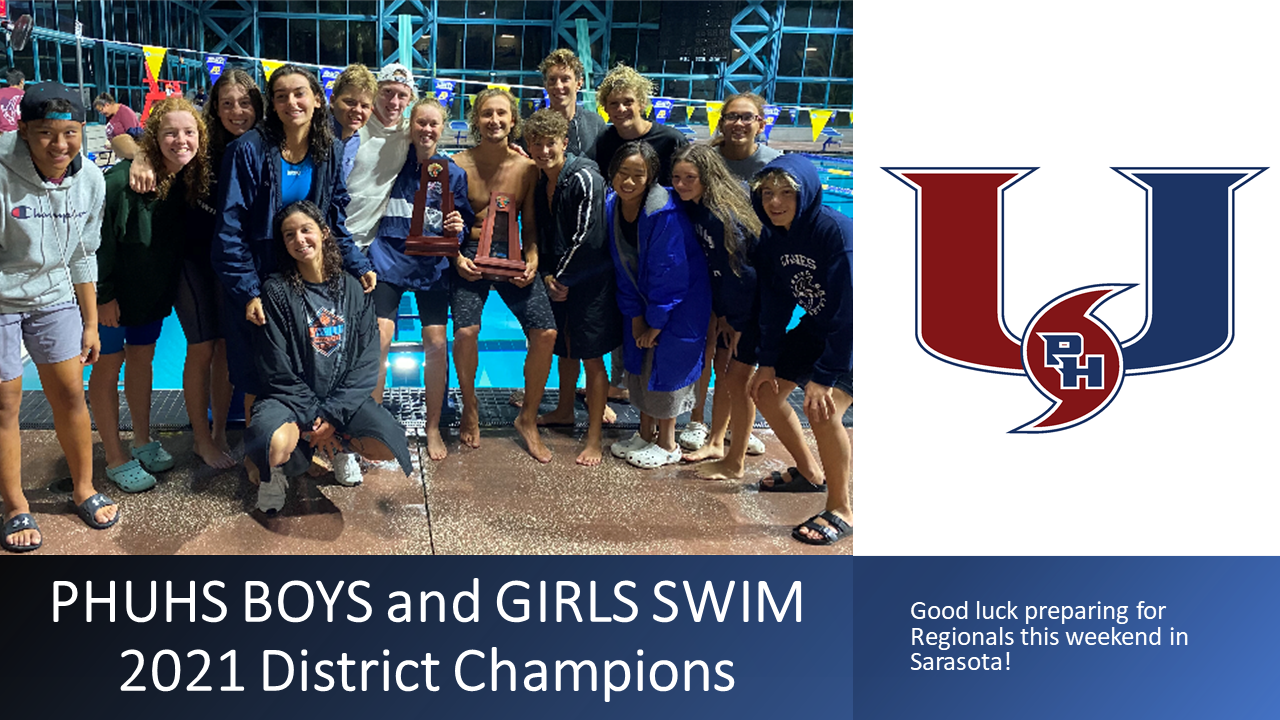 Champion
PH
PHUHS BOYS and GIRLS SWIM
2021 District Champions
Good luck preparing for
Regionals this weekend in
Sarasota!